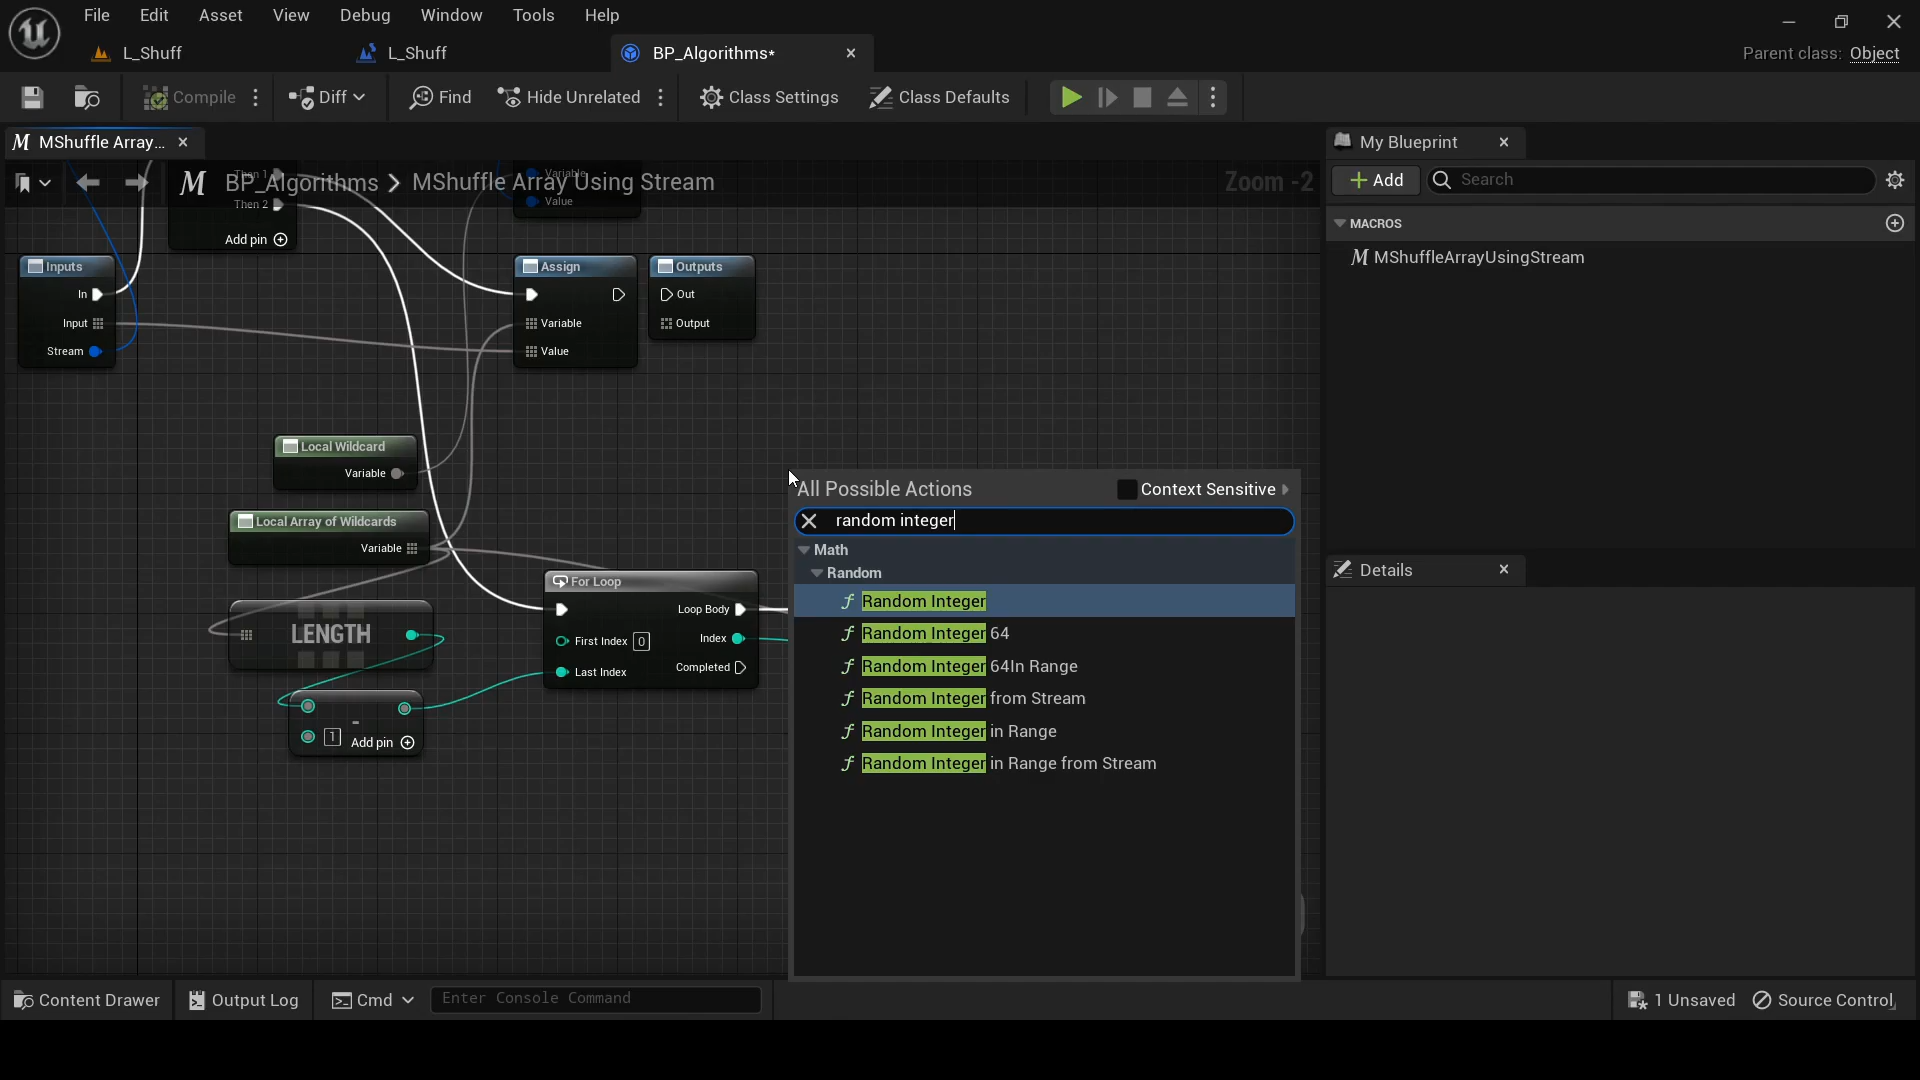 File Edit Asset View Debug Window Tools Help
L_Shuff L_Shuff BP_Algorithms* Parent class: Object
Compile Diff Find Hide Unrelated Class Settings Class Defaults
MShuffle Array... My Blueprint
BP_Algorithms > MShuffle Array Using Stream Zoom -2
Add Search
MACROS
MShuffleArrayUsingStream
Then 1
Then 2
Add pin
Variable
Value
Inputs
In
Input
Stream
Assign
Variable
Value
Outputs
Out
Output
Local Wildcard
Variable
Local Array of Wildcards
Variable
LENGTH
1 - Add pin
For Loop
Loop Body
First Index 0 Index
Completed
Last Index
All Possible Actions Context Sensitive
random integer
Math
Random
Random Integer
Random Integer 64
Random Integer 64In Range
Random Integer from Stream
Random Integer in Range
Random Integer in Range from Stream
Details
Content Drawer Output Log Cmd Enter Console Command 1 Unsaved Source Control